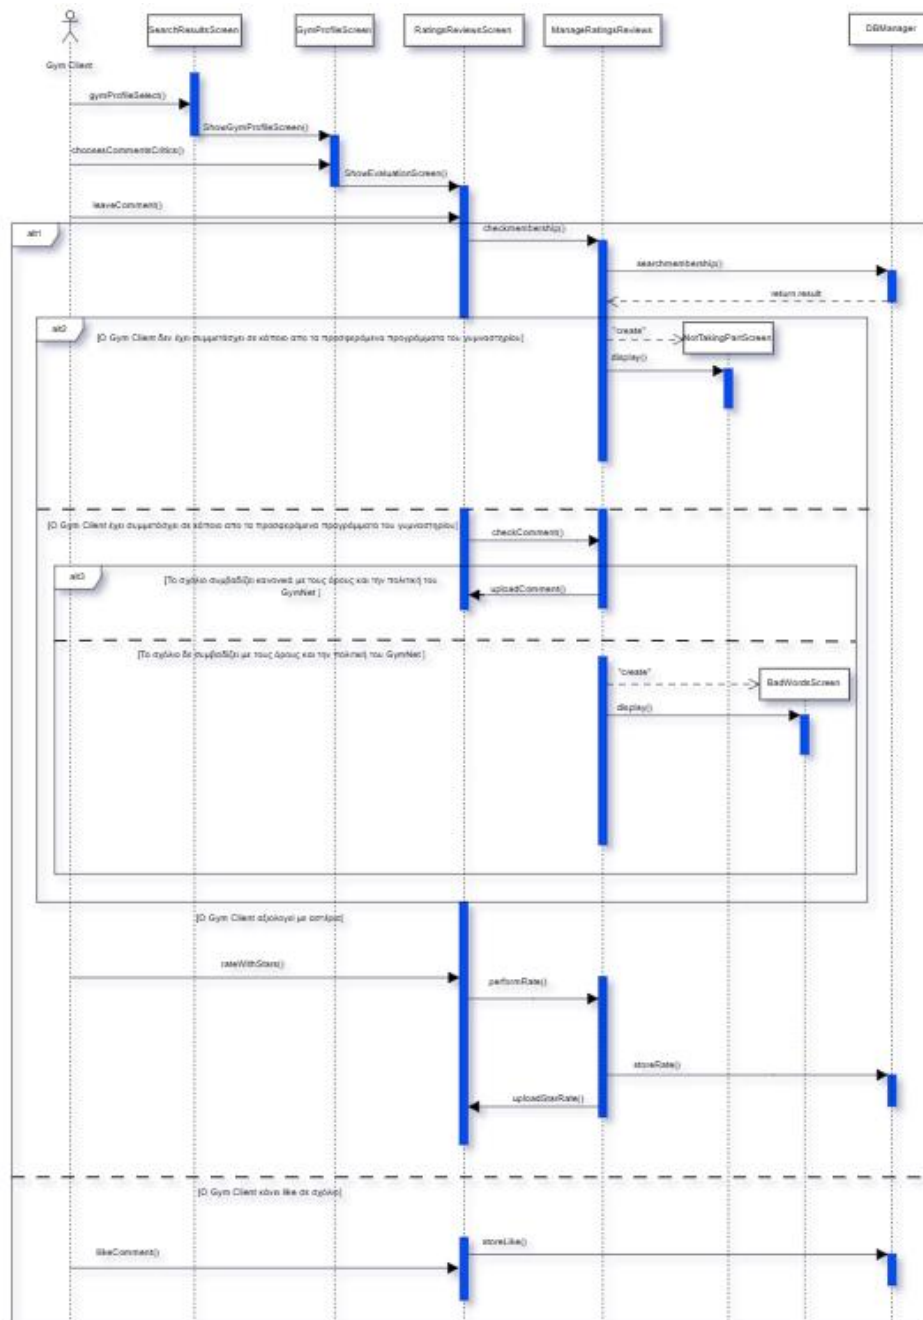 SearchResultsScreen
GymProfileScreen
RatingsReviewsScreen
ManageRatingsReviews
DBManager
Gym Client
gymProfileSelect()
ShowGymProfileScreen()
choosesCommentsCritics()
ShowEvaluationScreen()
leaveComment()
alt1
checkmembership()
searchmembership()
return result
alt2
[Ο Gym Client δεν έχει συμμετάσχει σε κάποιο απο τα προσφερόμενα προγράμματα του γυμναστηρίου]
"create"
NotTakingPartScreen
display()
[Ο Gym Client έχει συμμετάσχει σε κάποιο απο τα προσφερόμενα προγράμματα του γυμναστηρίου]
checkComment()
alt3
[Το σχόλιο συμβαδίζει κανονικά με τους όρους και την πολιτική του
GymNet ]
uploadComment()
[Το σχόλιο δε συμβαδίζει με τους όρους και την πολιτική του GymNet ]
"create"
BadWordsScreen
display()
[Ο Gym Client αξιολογεί με αστέρια]
rateWithStars()
performRate()
storeRate()
uploadStarRate()
[Ο Gym Client κάνει like σε σχόλιο]
storeLike()
likeComment()